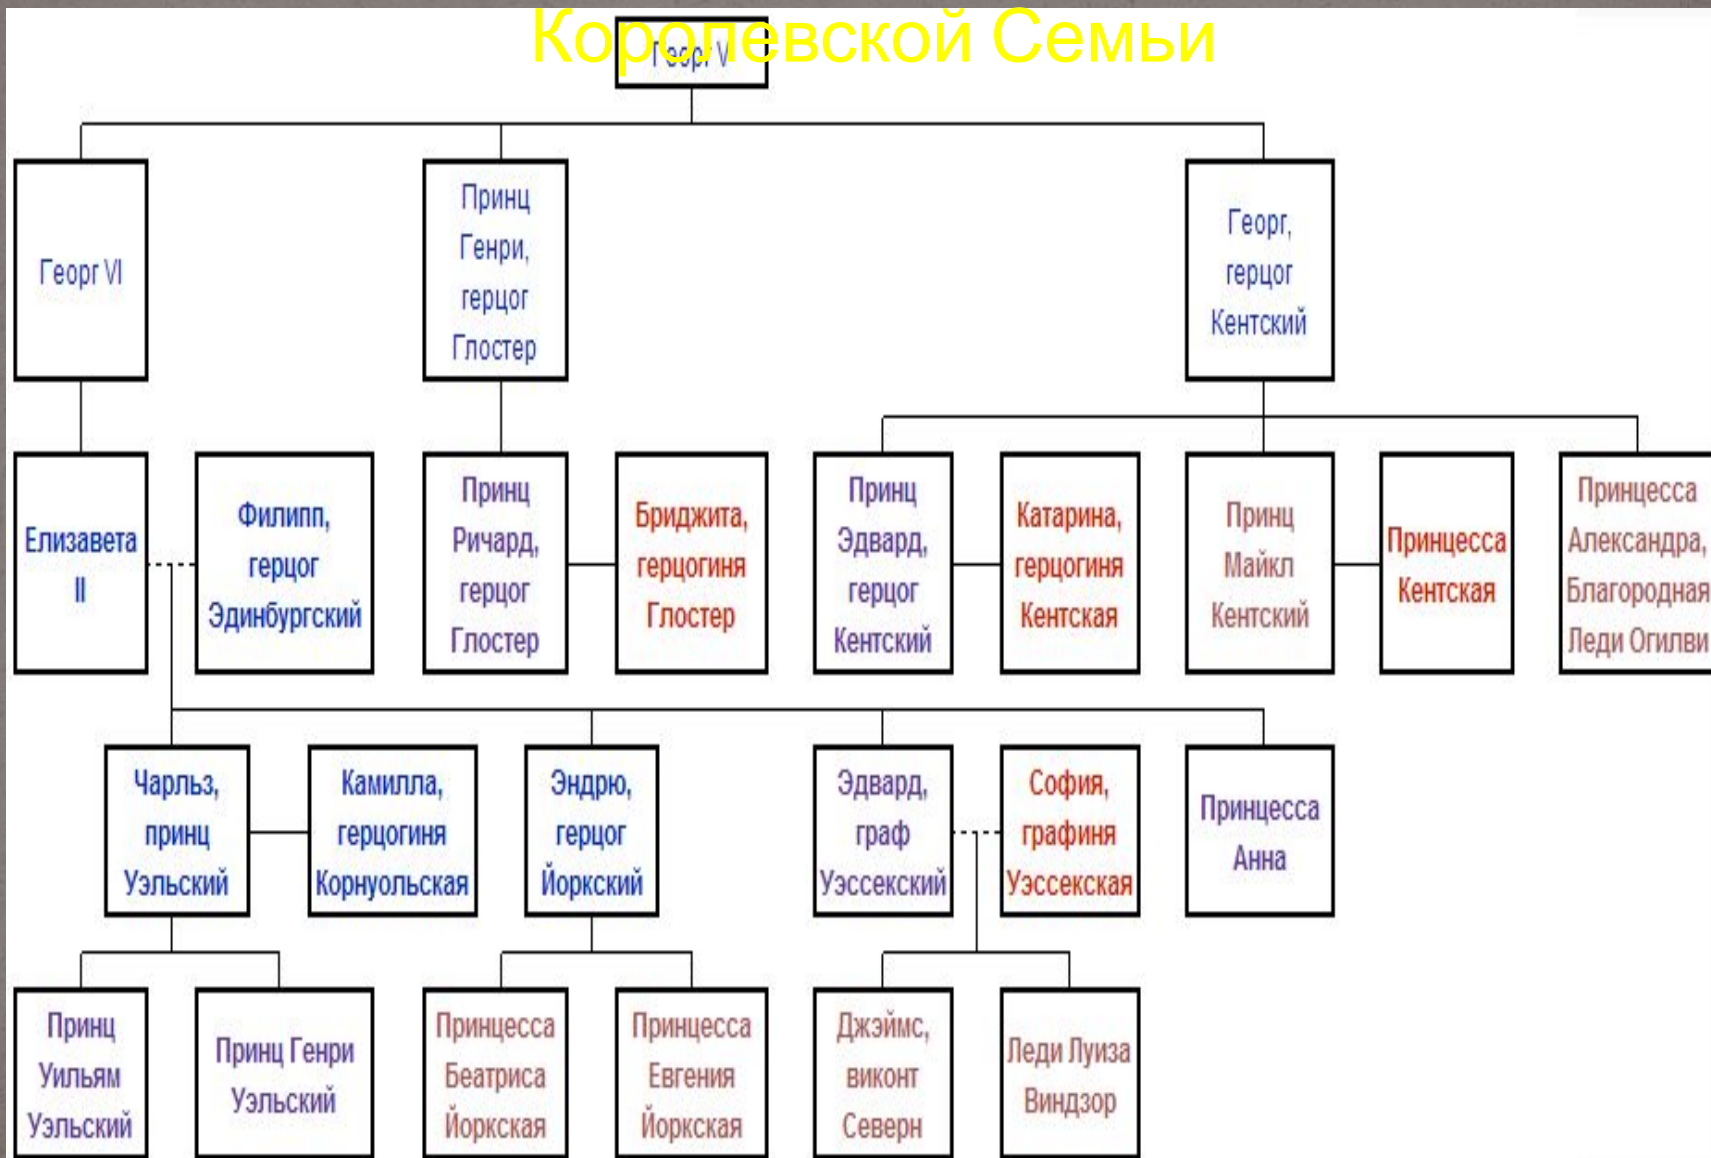 Королевской Семьи
Георг V
Георг VI
Принц
Генри,
герцог
Глостер
Георг,
герцог
Кентский
Елизавета
II
Филипп,
герцог
Эдинбургский
Принц
Ричард,
герцог
Глостер
Бриджита,
герцогиня
Глостер
Принц
Эдвард,
герцог
Кентский
Катарина,
герцогиня
Кентская
Принц
Майкл
Кентский
Принцесса
Кентская
Принцесса
Александра,
Благородная
Леди Огилви
Чарльз,
принц
Уэльский
Камилла,
герцогиня
Корнуольская
Эндрю,
герцог
Йоркский
Эдвард,
граф
Уэссекский
София,
графиня
Уэссекская
Принцесса
Анна
Принц
Уильям
Уэльский
Принц Генри
Уэльский
Принцесса
Беатриса
Йоркская
Принцесса
Евгения
Йоркская
Джэймс,
виконт
Северн
Леди Луиза
Виндзор